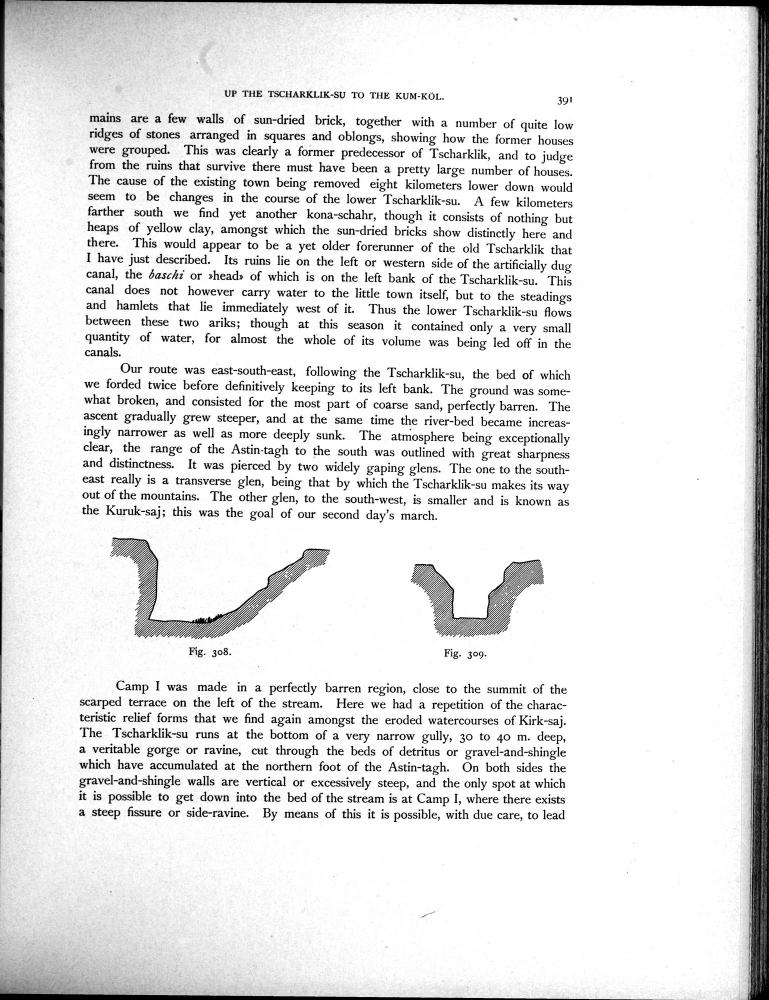 UP THE TSCHARKLIK-SU TO THE KUM-KÖL.
391
mains are a few walls of sun-dried brick, together with a number of quite low
ridges of stones arranged in squares and oblongs, showing how the former houses
were grouped. This was clearly a former predecessor of Tscharklik, and to judge
from the ruins that survive there must have been a pretty large number of houses.
The cause of the existing town being removed eight kilometers lower down would
seem to be changes in the course of the lower Tscharklik-su. A few kilometers
farther south we find yet another kona-schahr, though it consists of nothing but
heaps of yellow clay, amongst which the sun-dried bricks show distinctly here and
there. This would appear to be a yet older forerunner of the old Tscharklik that
I have just described. Its ruins lie on the left or western side of the artificially dug
canal, the baschi or »head» of which is on the left bank of the Tscharklik-su. This
canal does not however carry water to the little town itself, but to the steadings
and hamlets that lie immediately west of it. Thus the lower Tscharklik-su flows
between these two ariks; though at this season it contained only a very small
quantity of water, for almost the whole of its volume was being led off in the
canals.
Our route was east-south-east, following the Tscharklik-su, the bed of which
we forded twice before definitively keeping to its left bank. The ground was some-
what broken, and consisted for the most part of coarse sand, perfectly barren. The
ascent gradually grew steeper, and at the same time the river-bed became increas-
ingly narrower as well as more deeply sunk. The atmosphere being exceptionally
clear, the range of the Astin-tagh to the south was outlined with great sharpness
and distinctness. It was pierced by two widely gaping glens. The one to the south-
east really is a transverse glen, being that by which the Tscharklik-su makes its way
out of the mountains. The other glen, to the south-west, is smaller and is known as
the Kuruk-saj; this was the goal of our second day's march.
Fig. 308.
Fig. 309.
Camp I was made in a perfectly barren region, close to the summit of the
scarped terrace on the left of the stream. Here we had a repetition of the charac-
teristic relief forms that we find again amongst the eroded watercourses of Kirk-saj.
The Tscharklik-su runs at the bottom of a very narrow gully, 30 to 40 m. deep,
a veritable gorge or ravine, cut through the beds of detritus or gravel-and-shingle
which have accumulated at the northern foot of the Astin-tagh. On both sides the
gravel-and-shingle walls are vertical or excessively steep, and the only spot at which
it is possible to get down into the bed of the stream is at Camp I, where there exists
a steep fissure or side-ravine. By means of this it is possible, with due care, to lead